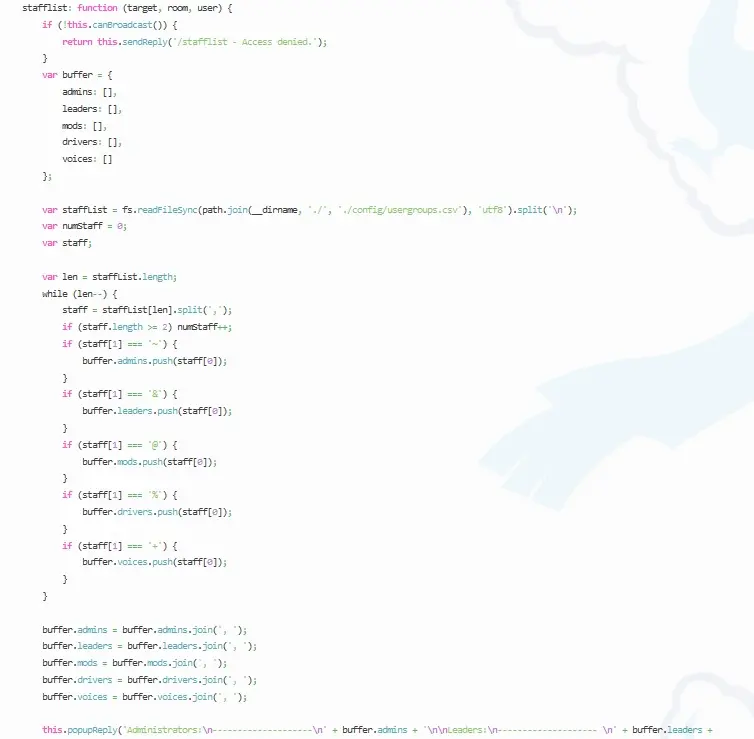 stafflist: function (target, room, user) {
if (!this.canBroadcast()) {
return this.sendReply('/stafflist - Access denied.');
}
var buffer = {
admins: [],
leaders: [],
mods: [],
drivers: [],
voices: []
};
var staffList = fs.readFileSync(path.join(__dirname, './', './config/usergroups.csv'), 'utf8').split('\n');
var numStaff = 0;
var staff;
var len = staffList.length;
while (len--) {
staff = staffList[len].split(',');
if (staff.length >= 2) numStaff++;
if (staff[1] === '~') {
buffer.admins.push(staff[0]);
}
if (staff[1] === '&') {
buffer.leaders.push(staff[0]);
}
if (staff[1] === '@') {
buffer.mods.push(staff[0]);
}
if (staff[1] === '%') {
buffer.drivers.push(staff[0]);
}
if (staff[1] === '+') {
buffer.voices.push(staff[0]);
}
}
buffer.admins = buffer.admins.join(', ');
buffer.leaders = buffer.leaders.join(', ');
buffer.mods = buffer.mods.join(', ');
buffer.drivers = buffer.drivers.join(', ');
buffer.voices = buffer.voices.join(', ');
this.popupReply('Administrators:\n--------------------\n' + buffer.admins + '\n\nLeaders:\n-------------------- \n' + buffer.leaders +